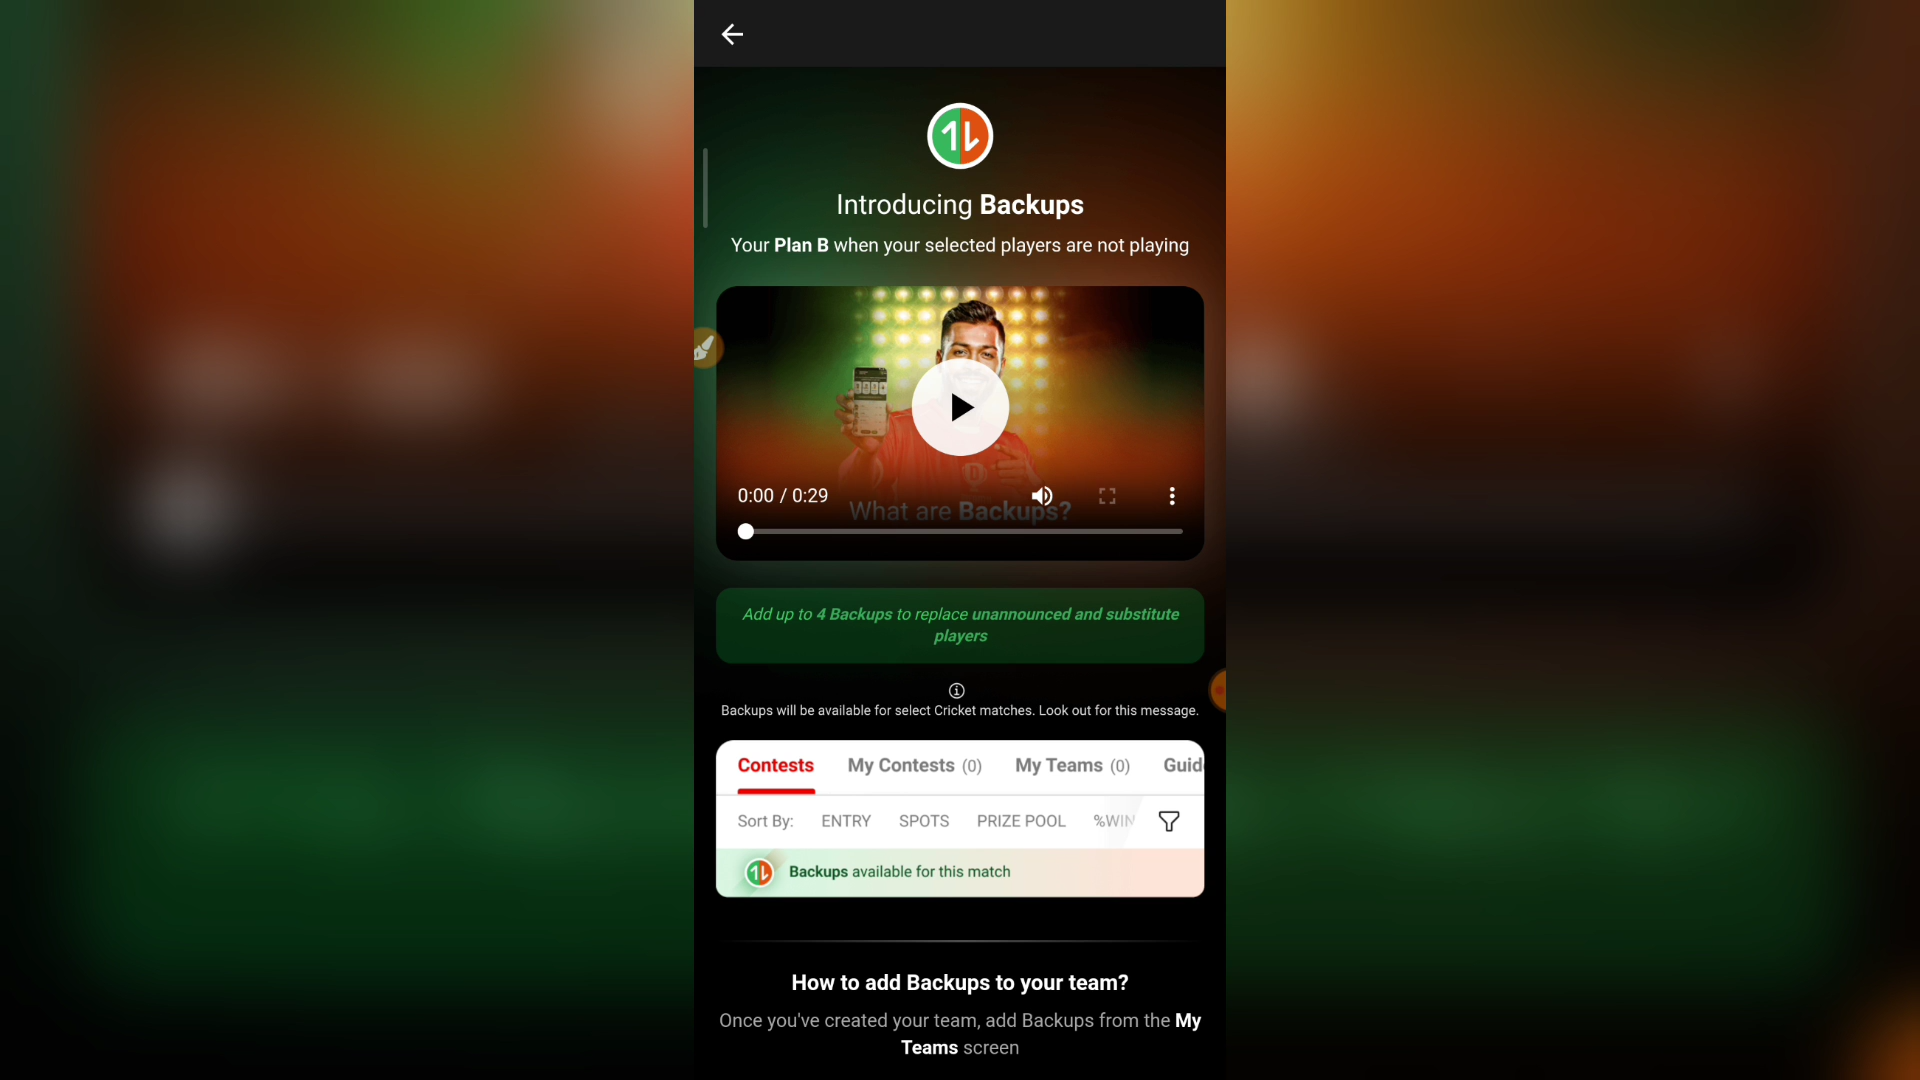 Introducing Backups
Your Plan B when your selected players are not playing
0:00 / 0:29
What are Backups?
Add up to 4 Backups to replace unannounced and substitute
players
Backups will be available for select Cricket matches. Look out for this message.
Contests My Contests (0) My Teams (0) Guid
Sort By: ENTRY SPOTS PRIZE POOL %WIN
Backups available for this match
How to add Backups to your team?
Once you've created your team, add Backups from the My
Teams screen